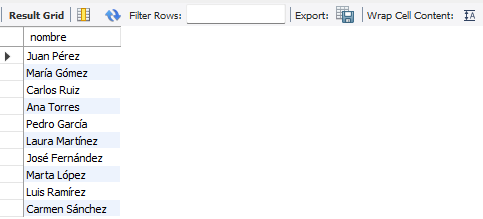 Result Grid Filter Rows: Export: Wrap Cell Content:
nombre
Juan Pérez
María Gómez
Carlos Ruiz
Ana Torres
Pedro García
Laura Martínez
José Fernández
Marta López
Luis Ramírez
Carmen Sánchez